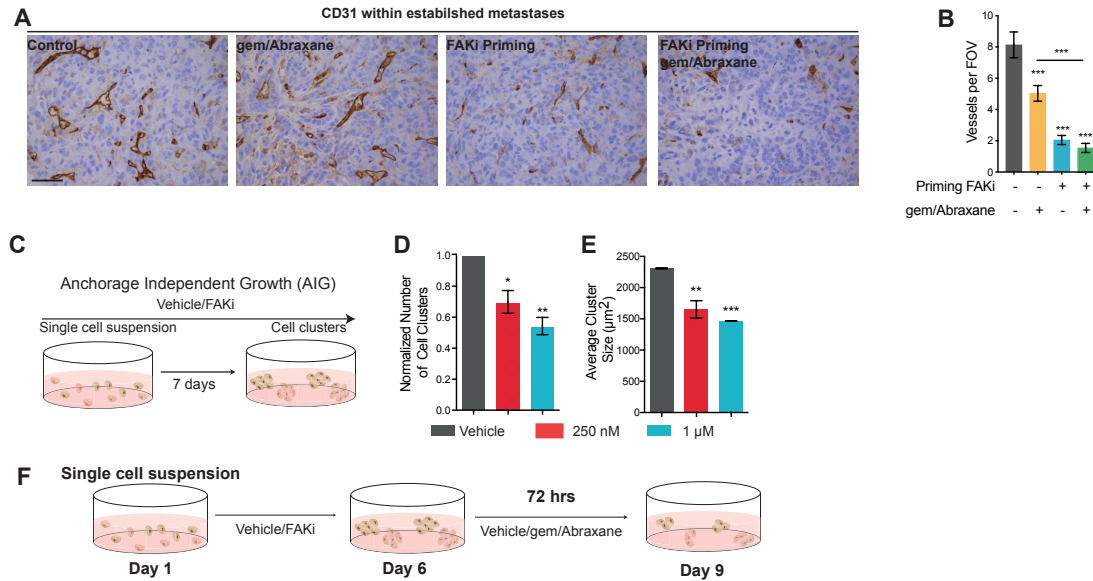 A
CD31 within estabilshed metastases
Control
gem/Abraxane
FAKi Priming
FAKi Priming
gem/Abraxane
B
Vessels per FOV
10
8
6
4
2
0
***
***
***
***
Priming FAKi - - + +
gem/Abraxane - + - +
C
Anchorage Independent Growth (AIG)
Vehicle/FAKi
Single cell suspension
Cell clusters
7 days
D
Normalized Number
of Cell Clusters
1.0
0.8
0.6
0.4
0.2
0.0
*
**
E
Average Cluster
Size (µm²)
2500
2000
1500
1000
500
0
**
***
Vehicle
250 nM
1 µM
F
Single cell suspension
Vehicle/FAKi
72 hrs
Vehicle/gem/Abraxane
Day 1
Day 6
Day 9